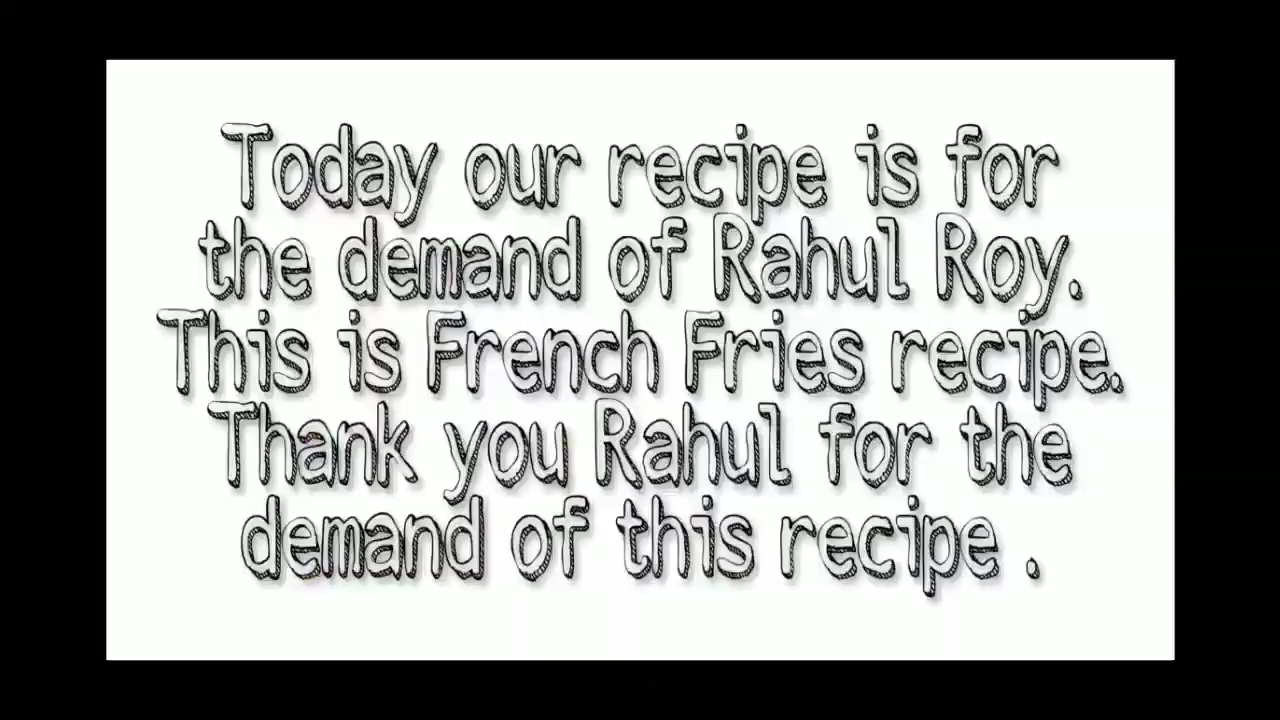 Today our recipe is for
the demand of Rahul Roy.
This is French Fries recipe.
Thank you Rahul for the
demand of this recipe .